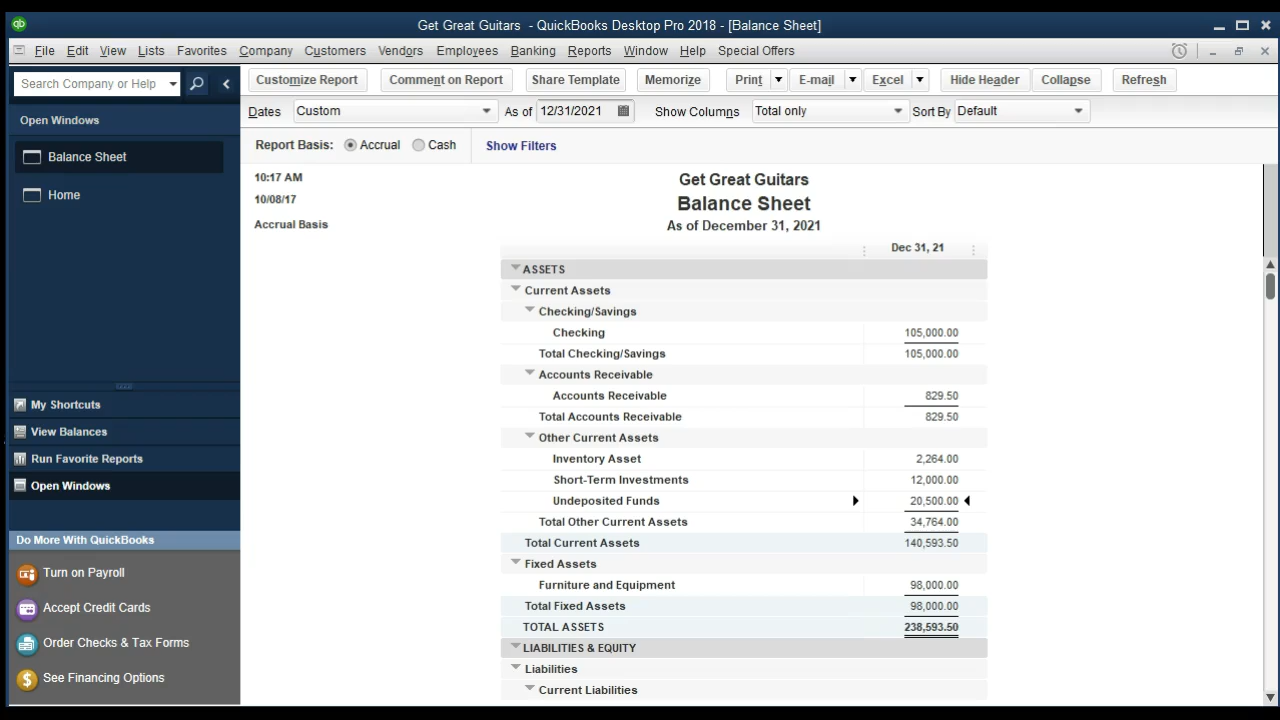 qb
Get Great Guitars - QuickBooks Desktop Pro 2018 - [Balance Sheet]
File Edit View Lists Favorites Company Customers Vendors Employees Banking Reports Window Help Special Offers
Search Company or Help
Customize Report Comment on Report Share Template Memorize Print E-mail Excel Hide Header Collapse Refresh
Dates Custom As of 12/31/2021 Show Columns Total only Sort By Default
Report Basis: Accrual Cash Show Filters
Open Windows
Balance Sheet
Home
My Shortcuts
View Balances
Run Favorite Reports
Open Windows
Do More With QuickBooks
Turn on Payroll
Accept Credit Cards
Order Checks & Tax Forms
See Financing Options
10:17 AM
10/08/17
Accrual Basis
Get Great Guitars
Balance Sheet
As of December 31, 2021
Dec 31, 21
ASSETS
Current Assets
Checking/Savings
Checking 105,000.00
Total Checking/Savings 105,000.00
Accounts Receivable
Accounts Receivable 829.50
Total Accounts Receivable 829.50
Other Current Assets
Inventory Asset 2,264.00
Short-Term Investments 12,000.00
Undeposited Funds 20,500.00
Total Other Current Assets 34,764.00
Total Current Assets 140,593.50
Fixed Assets
Furniture and Equipment 98,000.00
Total Fixed Assets 98,000.00
TOTAL ASSETS 238,593.50
LIABILITIES & EQUITY
Liabilities
Current Liabilities